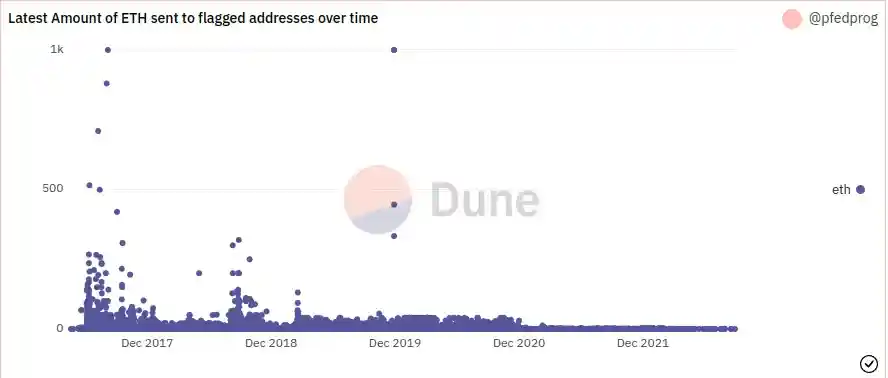 Latest Amount of ETH sent to flagged addresses over time
@pfedprog
1k
500
0
Dune
eth
Dec 2017
Dec 2018
Dec 2019
Dec 2020
Dec 2021